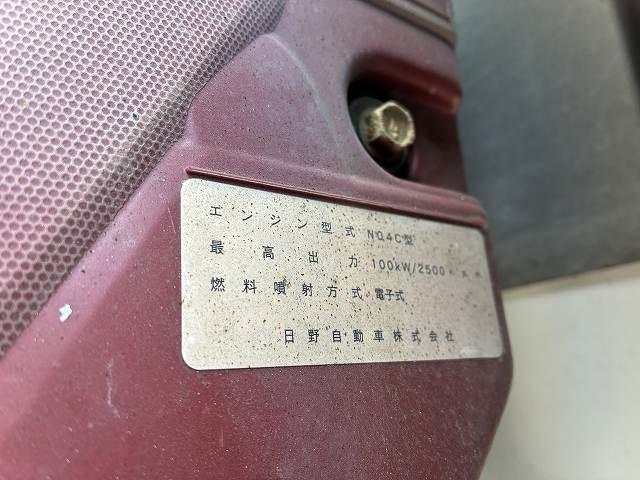 エンジン型式 N04C型
最高出力 100kW/2500
燃料噴射方式 電子式
日野自動車株式会社